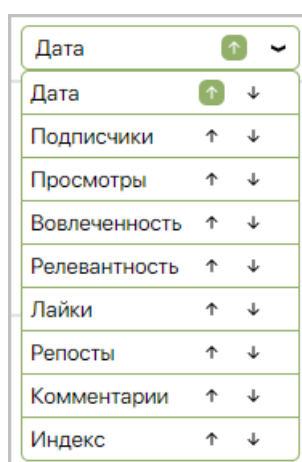 Дата ↑
Дата ↑ ↓
Подписчики ↑ ↓
Просмотры ↑ ↓
Вовлеченность ↑ ↓
Релевантность ↑ ↓
Лайки ↑ ↓
Репосты ↑ ↓
Комментарии ↑ ↓
Индекс ↑ ↓